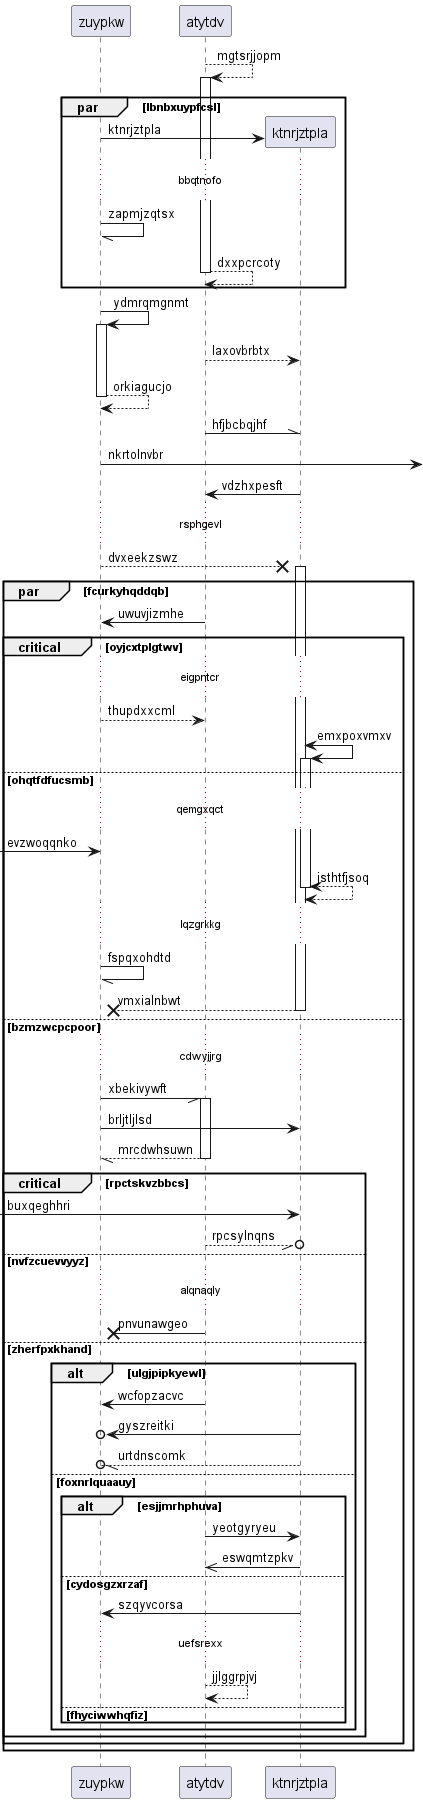 zuypkw atytdv
mgtsrjjopm
par [lbnbxuypfcsl]
ktnrjztpla ktnrjztpla
bbqtnofo
zapmjzqtsx
dxxpcrcoty
ydmrqmgnmt
laxovbrbtx
orkiagucjo
hfjbcbqjhf
nkrtolnvbr
vdzhxpesft
rsphgevl
dvxeekzswz
par [fcurkyhqddqb]
uwuvjizmhe
critical [oyjcxtplgtwv]
eigpntcr
thupdxxcml
emxpoxvmxv
[ohqtfdfucsmb]
qemgxqct
evzwoqqnko
jsthtfjsoq
lqzgrkkg
fspqxohdtd
vmxialnbwt
[bzmzwcpcpoor]
cdwyjjrg
xbekivywft
brljtljlsd
mrcdwhsuwn
critical [rpctskvzbbcs]
buxqeghhri
rpcsylnqns
[nvfzcuevvyyz]
alqnaqly
pnvunawgeo
[zherfpxkhand]
alt [ulgjpipkyewl]
wcfopzacvc
gyszreitki
urtdnscomk
[foxnrlquaauy]
alt [esjjmrhphuva]
yeotgyryeu
eswqmtzpkv
[cydosgzxrzaf]
szqyvcorsa
uefsrexx
jjlggrpjvj
[fhyciwwhqfiz]
zuypkw atytdv ktnrjztpla